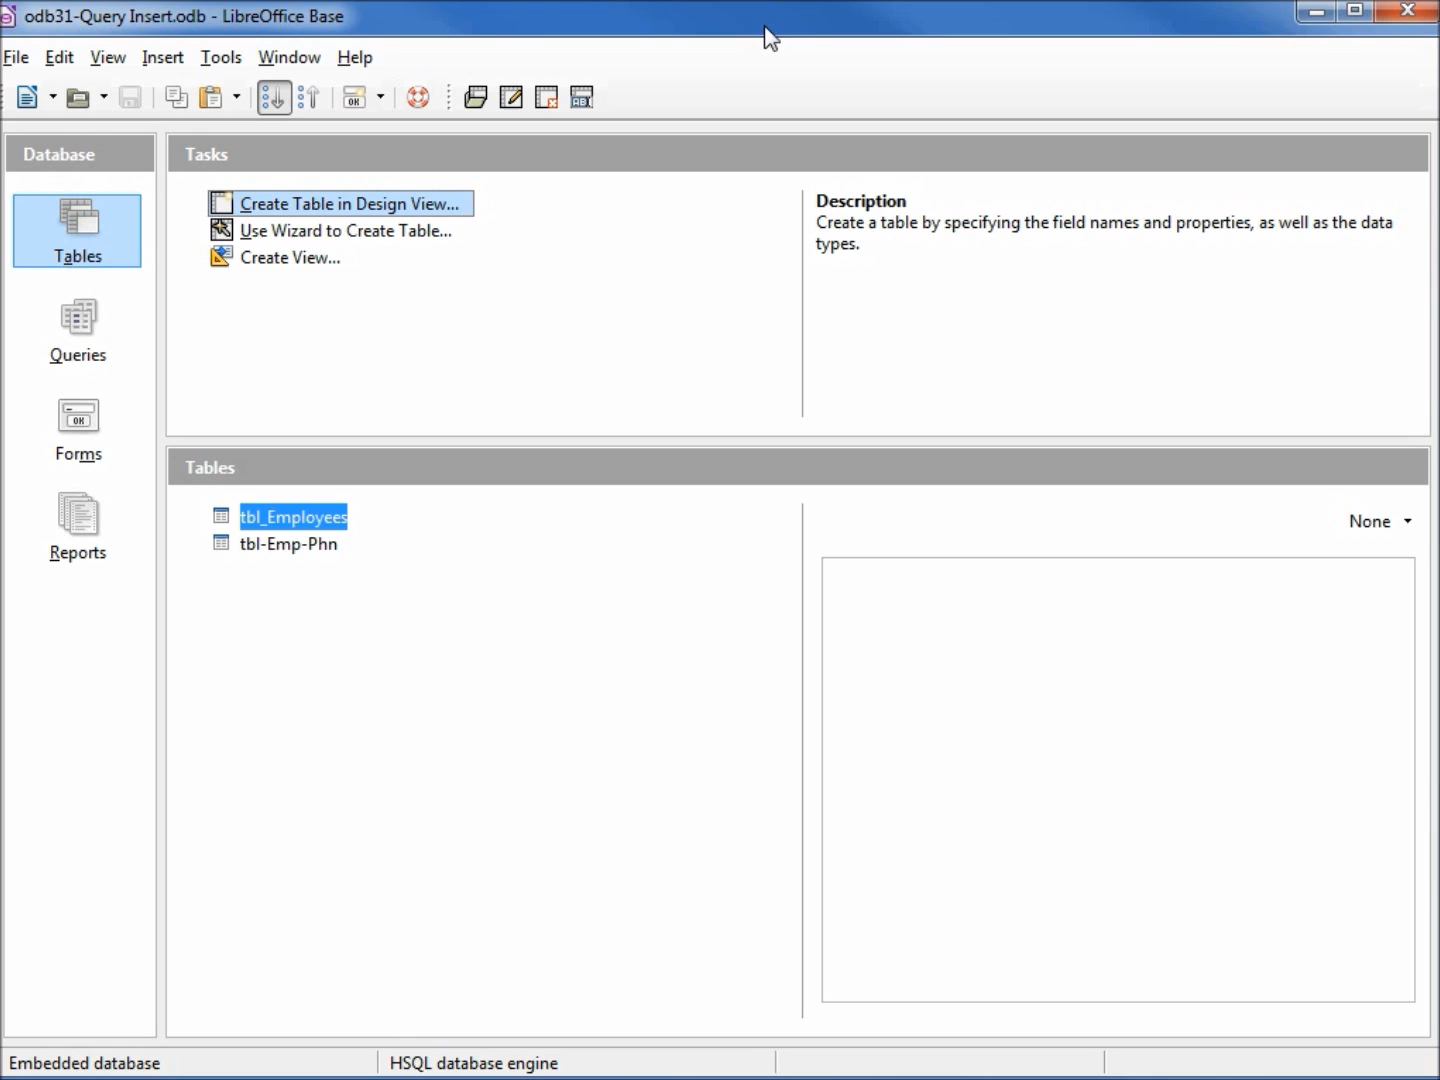 odb31-Query Insert.odb - LibreOffice Base
File Edit View Insert Tools Window Help
OK
ABI
Database
Tasks
Tables
Queries
OK
Forms
Reports
Create Table in Design View...
Use Wizard to Create Table...
Create View...
Description
Create a table by specifying the field names and properties, as well as the data
types.
Tables
tbl_Employees
tbl-Emp-Phn
None
Embedded database
HSQL database engine